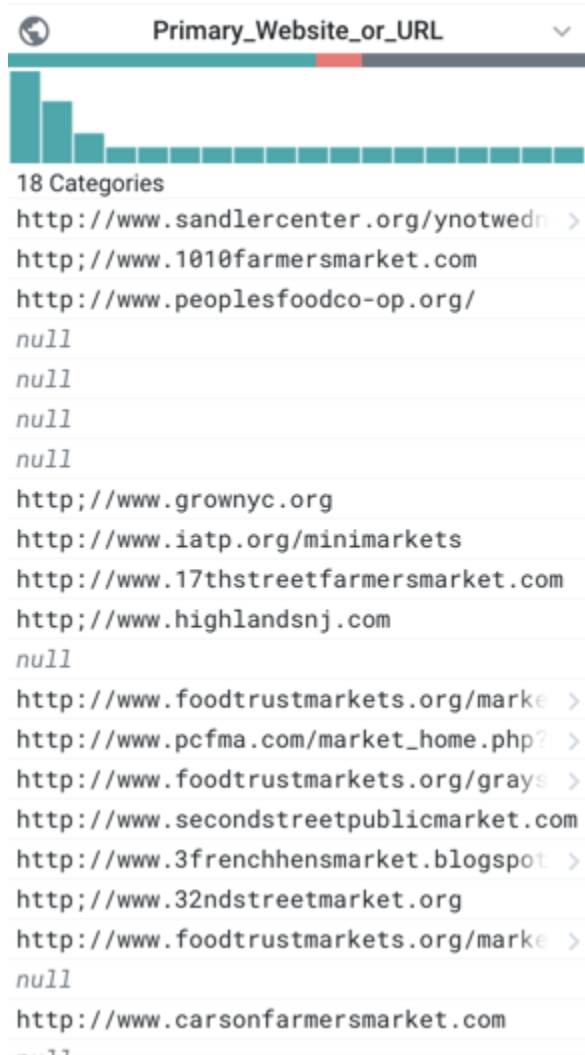 Primary_Website_or_URL
18 Categories
http://www.sandlercenter.org/ynotwedn
http;//www.1010farmersmarket.com
http://www.peoplesfoodco-op.org/
null
null
null
null
http;//www.grownyc.org
http://www.iatp.org/minimarkets
http://www.17thstreetfarmersmarket.com
http;//www.highlandsnj.com
null
http://www.foodtrustmarkets.org/marke
http://www.pcfma.com/market_home.php?
http://www.foodtrustmarkets.org/grays
http://www.secondstreetpublicmarket.com
http://www.3frenchhensmarket.blogspot
http;//www.32ndstreetmarket.org
http://www.foodtrustmarkets.org/marke
null
http://www.carsonfarmersmarket.com